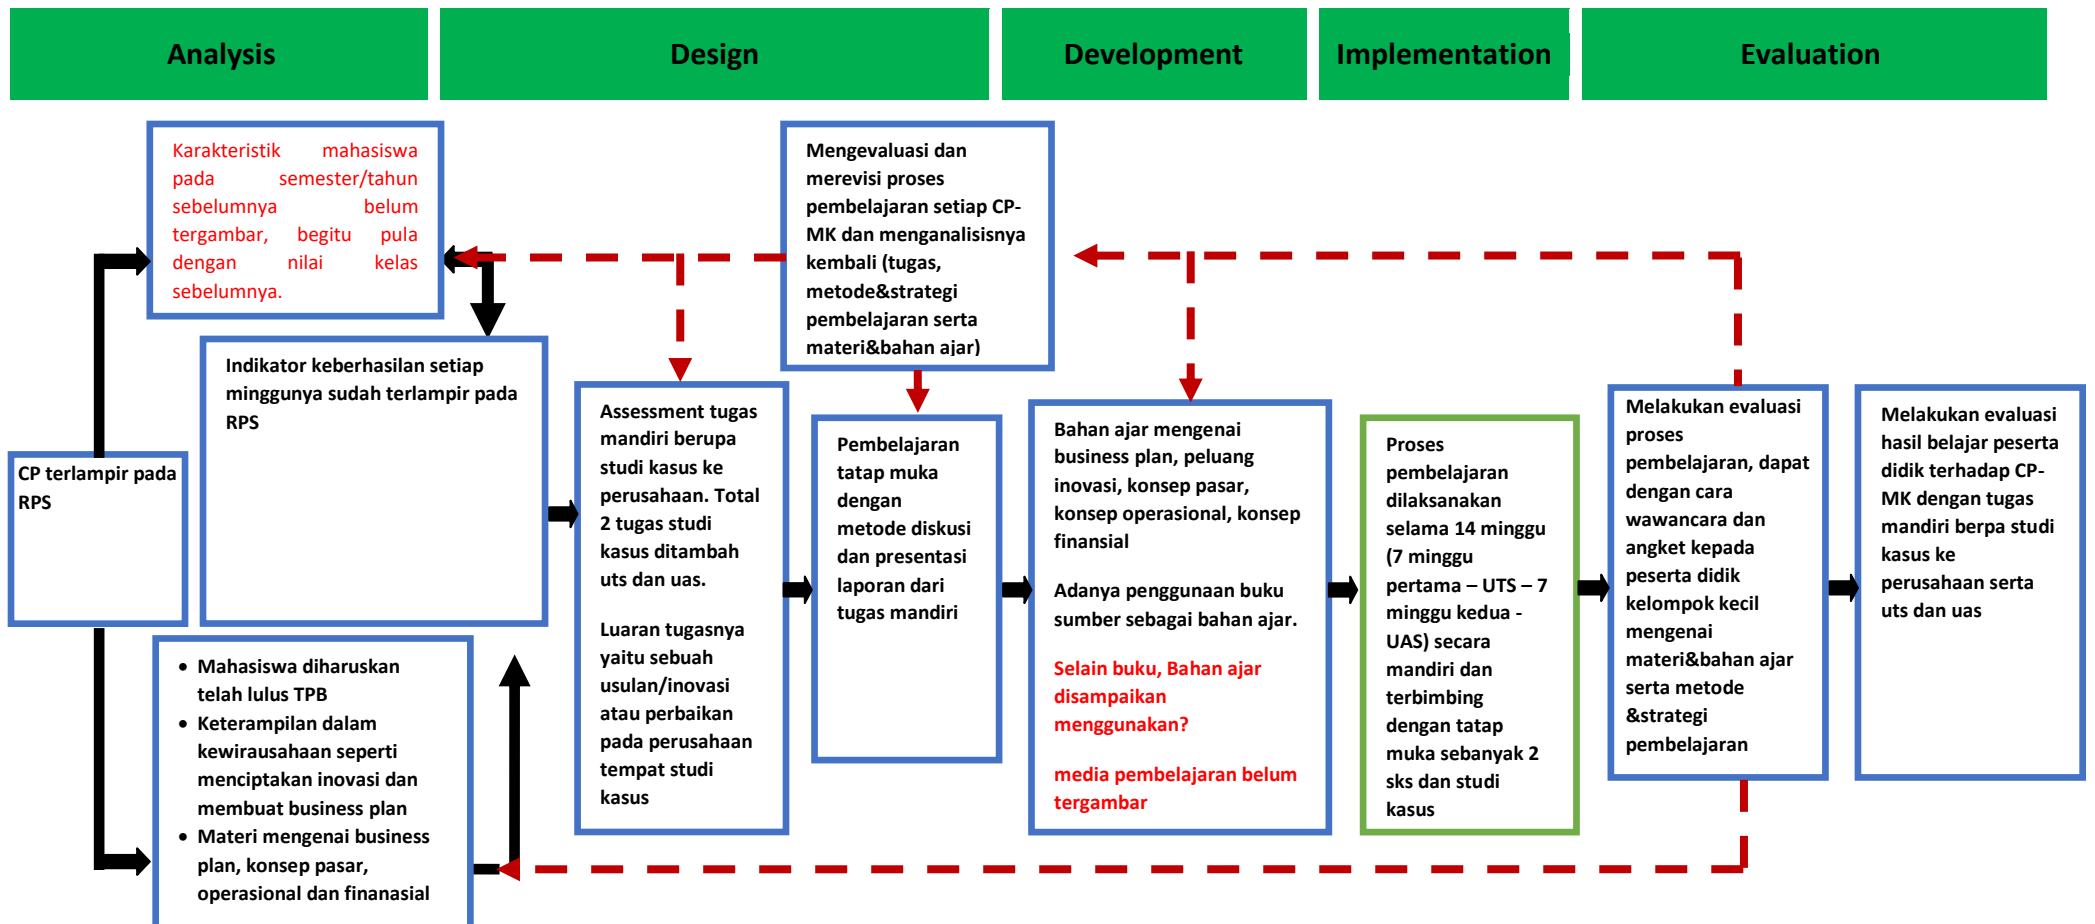 Analysis
Design
Development
Implementation
Evaluation
Karakteristik mahasiswa
pada semester/tahun
sebelumnya belum
tergambar, begitu pula
dengan nilai kelas
sebelumnya.
Mengevaluasi dan
merevisi proses
pembelajaran setiap CP-
MK dan menganalisisnya
kembali (tugas,
metode&strategi
pembelajaran serta
materi&bahan ajar)
Indikator keberhasilan setiap
minggunya sudah terlampir pada
RPS
CP terlampir pada
RPS
• Mahasiswa diharuskan
telah lulus TPB
• Keterampilan dalam
kewirausahaan seperti
menciptakan inovasi dan
membuat business plan
• Materi mengenai business
plan, konsep pasar,
operasional dan finanasial
Assessment tugas
mandiri berupa
studi kasus ke
perusahaan. Total
2 tugas studi
kasus ditambah
uts dan uas.
Luaran tugasnya
yaitu sebuah
usulan/inovasi
atau perbaikan
pada perusahaan
tempat studi
kasus
Pembelajaran
tatap muka
dengan
metode diskusi
dan presentasi
laporan dari
tugas mandiri
Bahan ajar mengenai
business plan, peluang
inovasi, konsep pasar,
konsep operasional, konsep
finansial
Adanya penggunaan buku
sumber sebagai bahan ajar.
Selain buku, Bahan ajar
disampaikan
menggunakan?
media pembelajaran belum
tergambar
Proses
pembelajaran
dilaksanakan
selama 14 minggu
(7 minggu
pertama – UTS – 7
minggu kedua -
UAS) secara
mandiri dan
terbimbing
dengan tatap
muka sebanyak 2
sks dan studi
kasus
Melakukan evaluasi
proses
pembelajaran, dapat
dengan cara
wawancara dan
angket kepada
peserta didik
kelompok kecil
mengenai
materi&bahan ajar
serta metode
&strategi
pembelajaran
Melakukan evaluasi
hasil belajar peserta
didik terhadap CP-
MK dengan tugas
mandiri berpa studi
kasus ke
perusahaan serta
uts dan uas